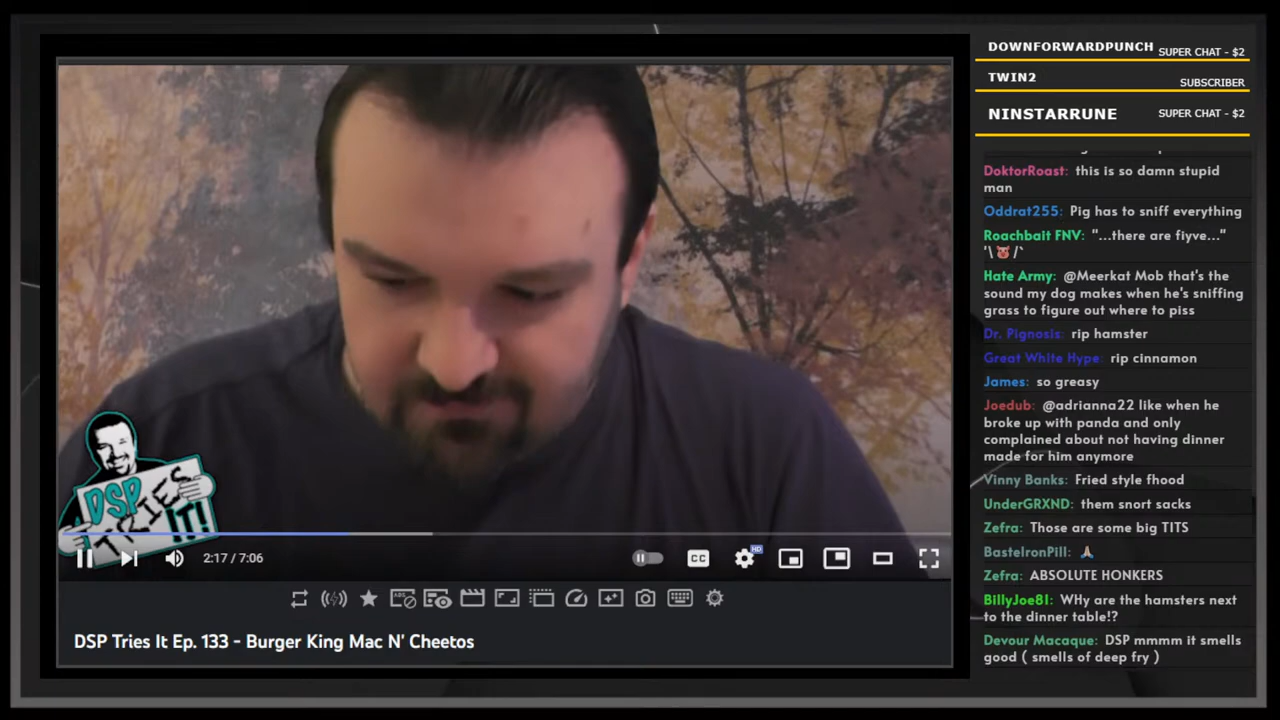 DOWNFORWARDPUNCH SUPER CHAT - $2
TWIN2 SUBSCRIBER
NINSTARRUNE SUPER CHAT - $2
DoktorRoast: this is so damn stupid
man
Oddrat255: Pig has to sniff everything
Roachbait FNV: "...there are fiyve..."
'\🐷/`
Hate Army: @Meerkat Mob that's the
sound my dog makes when he's sniffing
grass to figure out where to piss
Dr. Pignosis: rip hamster
Great White Hype: rip cinnamon
James: so greasy
Joedub: @adrianna22 like when he
broke up with panda and only
complained about not having dinner
made for him anymore
Vinny Banks: Fried style fhood
UnderGRXND: them snort sacks
Zefra: Those are some big TITS
BasteIronPill: 🙏🏻
Zefra: ABSOLUTE HONKERS
BillyJoe81: WHy are the hamsters next
to the dinner table!?
Devour Macaque: DSP mmmm it smells
good ( smells of deep fry )
DSP
TRIES
IT!
2:17 / 7:06
CC
HD
DSP Tries It Ep. 133 - Burger King Mac N' Cheetos